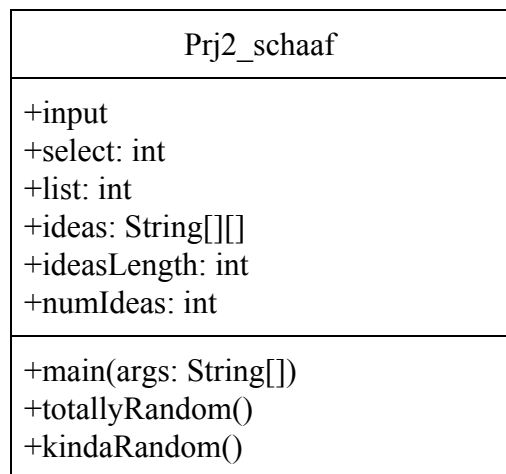 Prj2_schaaf
+input
+select: int
+list: int
+ideas: String[][]
+ideasLength: int
+numIdeas: int
+main(args: String[])
+totallyRandom()
+kindaRandom()